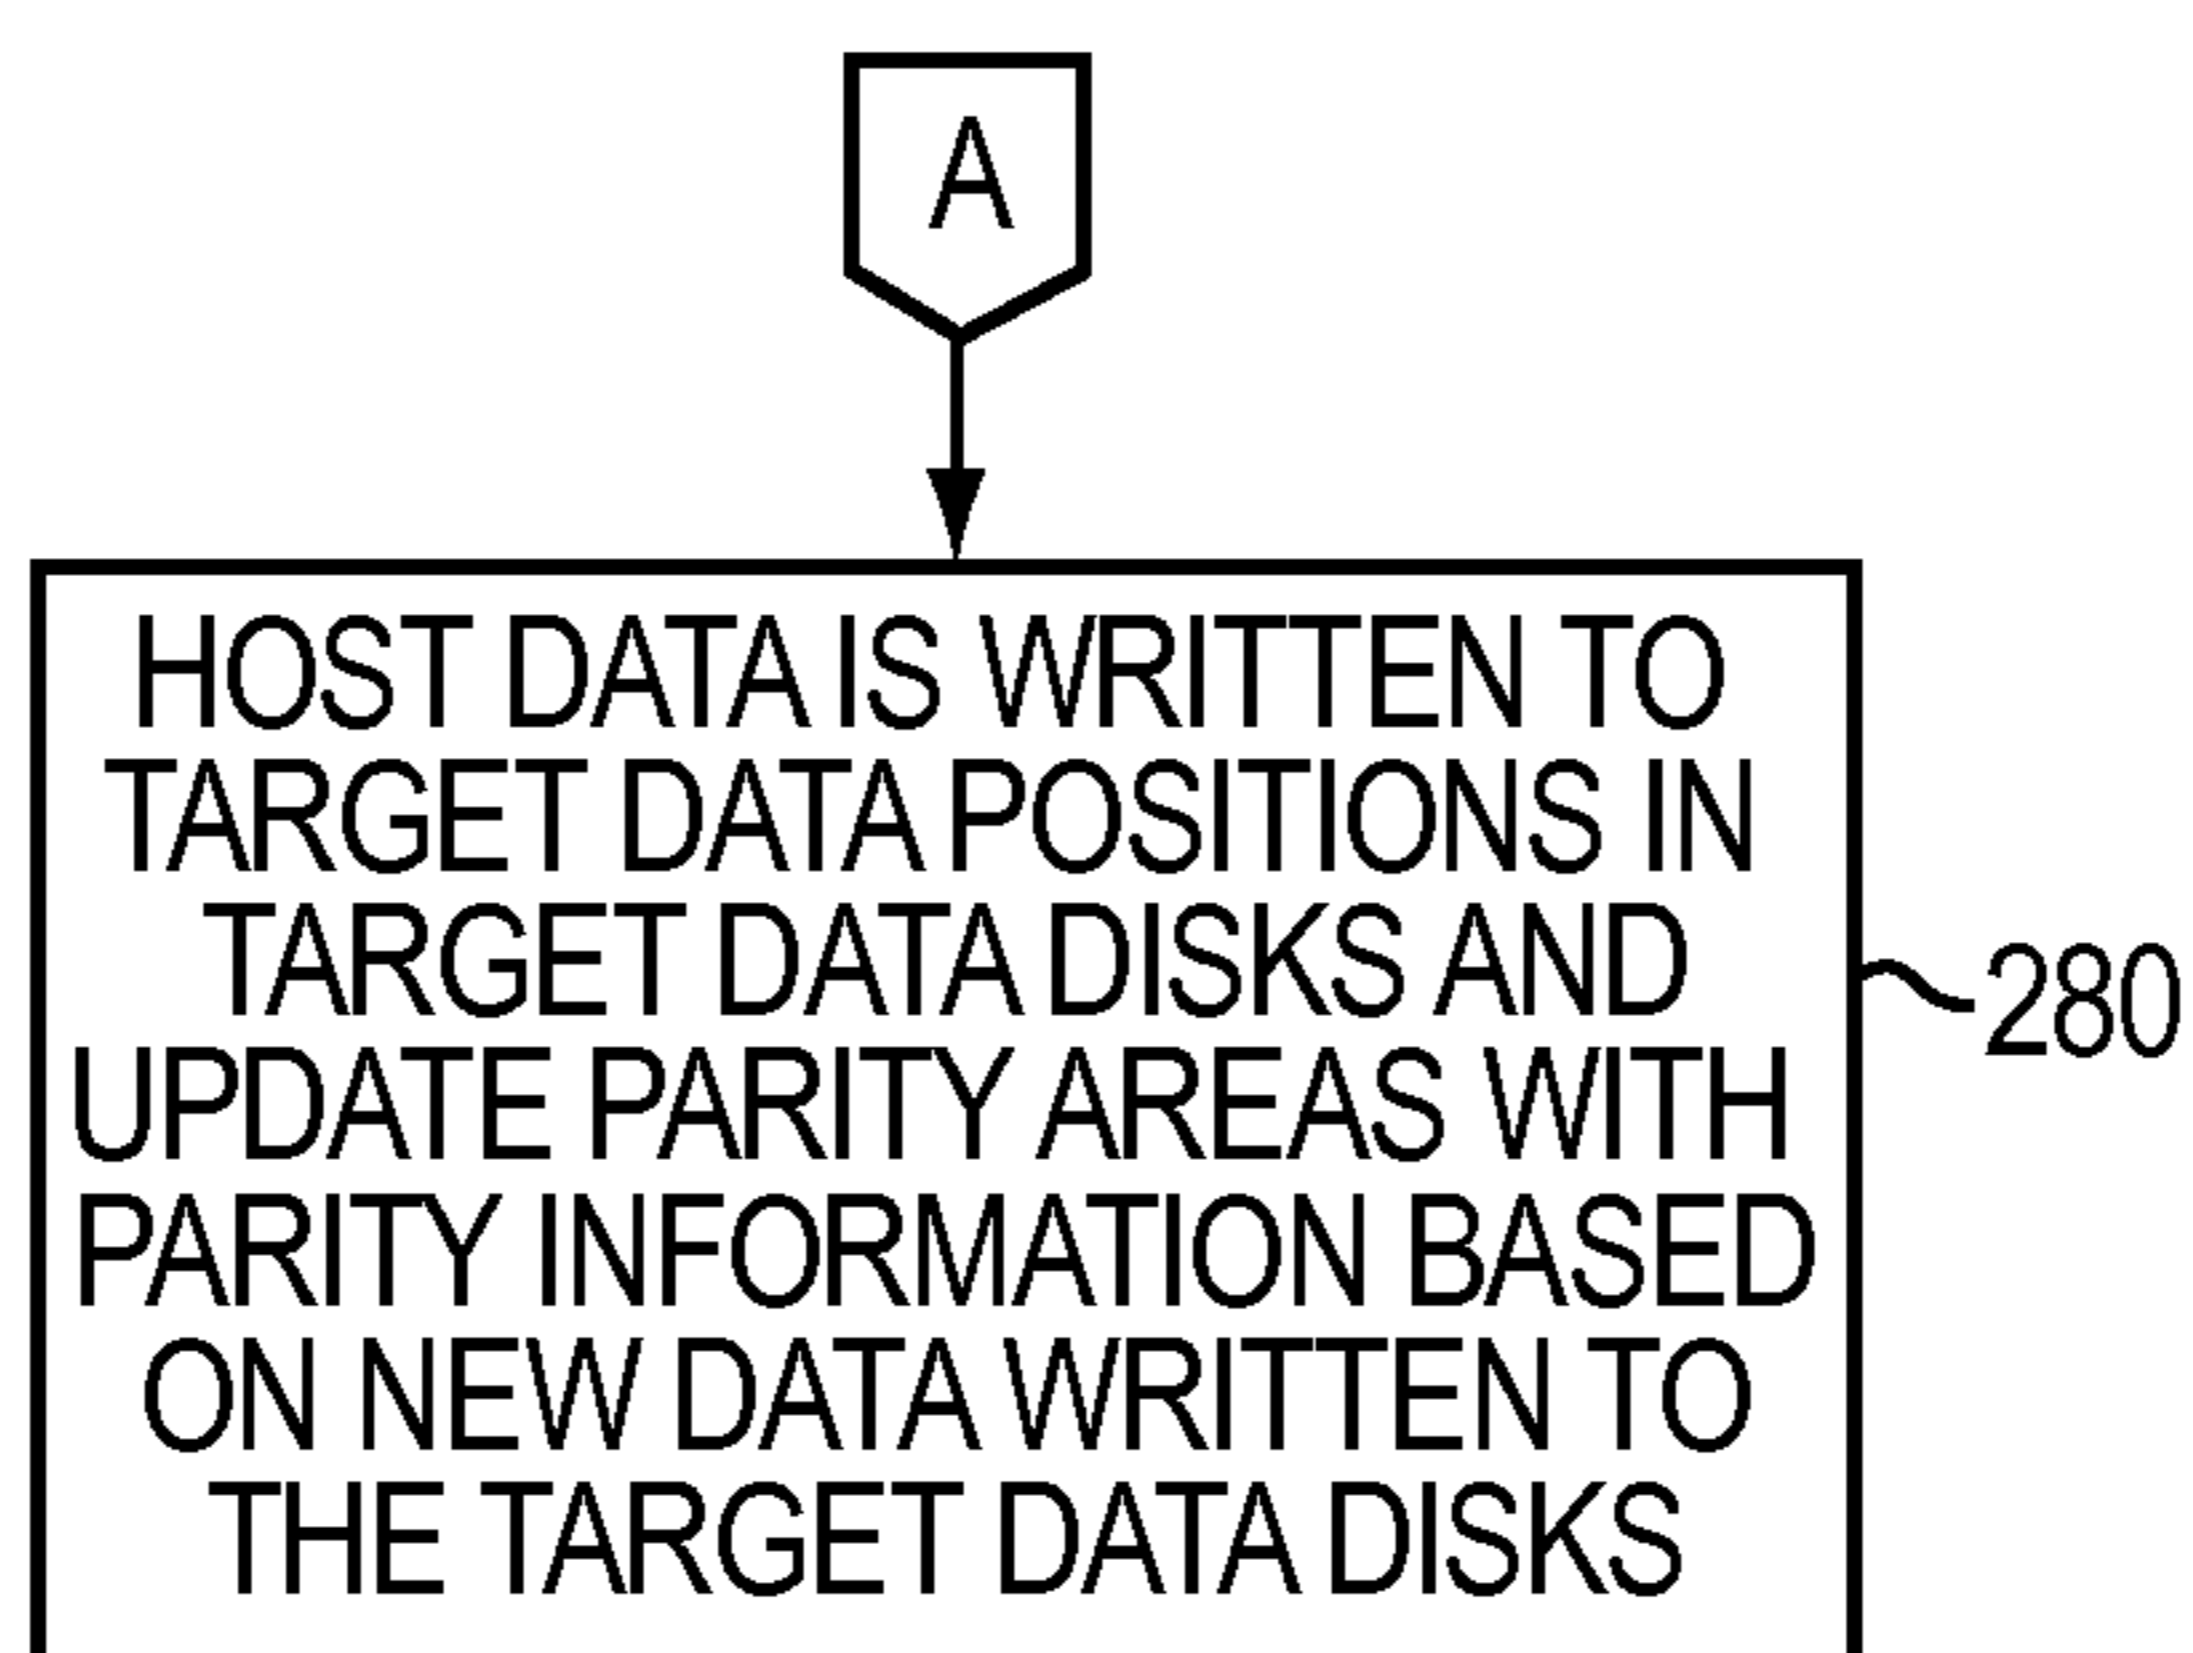 A
HOST DATA IS WRITTEN TO
TARGET DATA POSITIONS IN
TARGET DATA DISKS AND
UPDATE PARITY AREAS WITH
PARITY INFORMATION BASED
ON NEW DATA WRITTEN TO
THE TARGET DATA DISKS
280